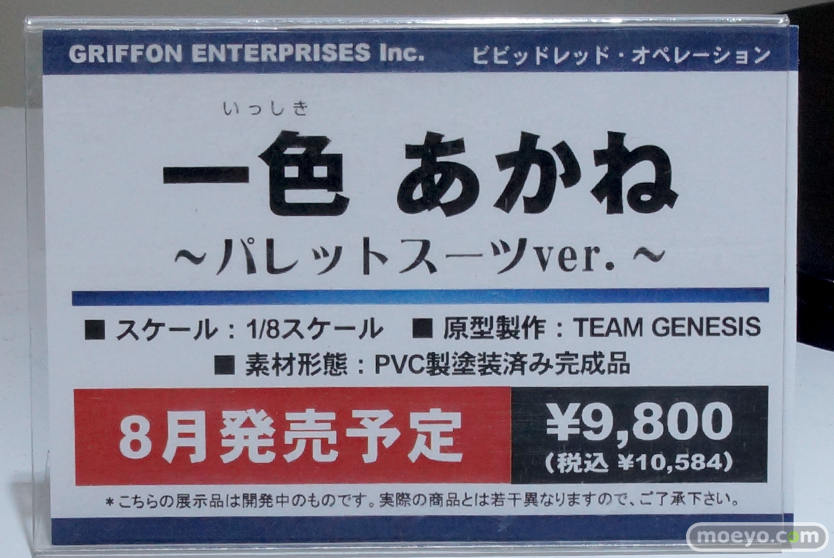 GRIFFON ENTERPRISES Inc. ビビッドレッド・オペレーション
いっしき
一色 あかね
～パレットスーツver.～
■ スケール：1/8スケール ■ 原型製作：TEAM GENESIS
■ 素材形態：PVC製塗装済み完成品
8月発売予定 ¥9,800
(税込 ¥10,584)
＊こちらの展示品は開発中のものです。実際の商品とは若干異なりますので、ご了承下さい。
moeyo.com